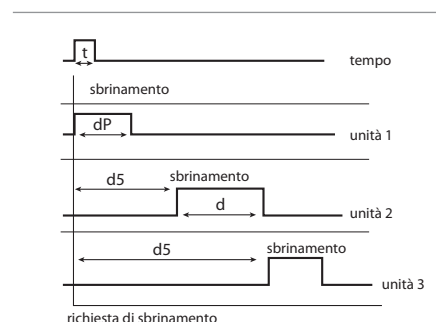 t
tempo
sbrinamento
dP
unità 1
d5
sbrinamento
d
unità 2
d5
sbrinamento
unità 3
richiesta di sbrinamento